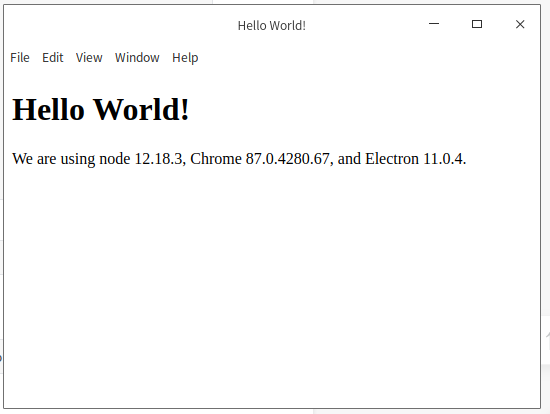 Hello World!
File Edit View Window Help
Hello World!
We are using node 12.18.3, Chrome 87.0.4280.67, and Electron 11.0.4.